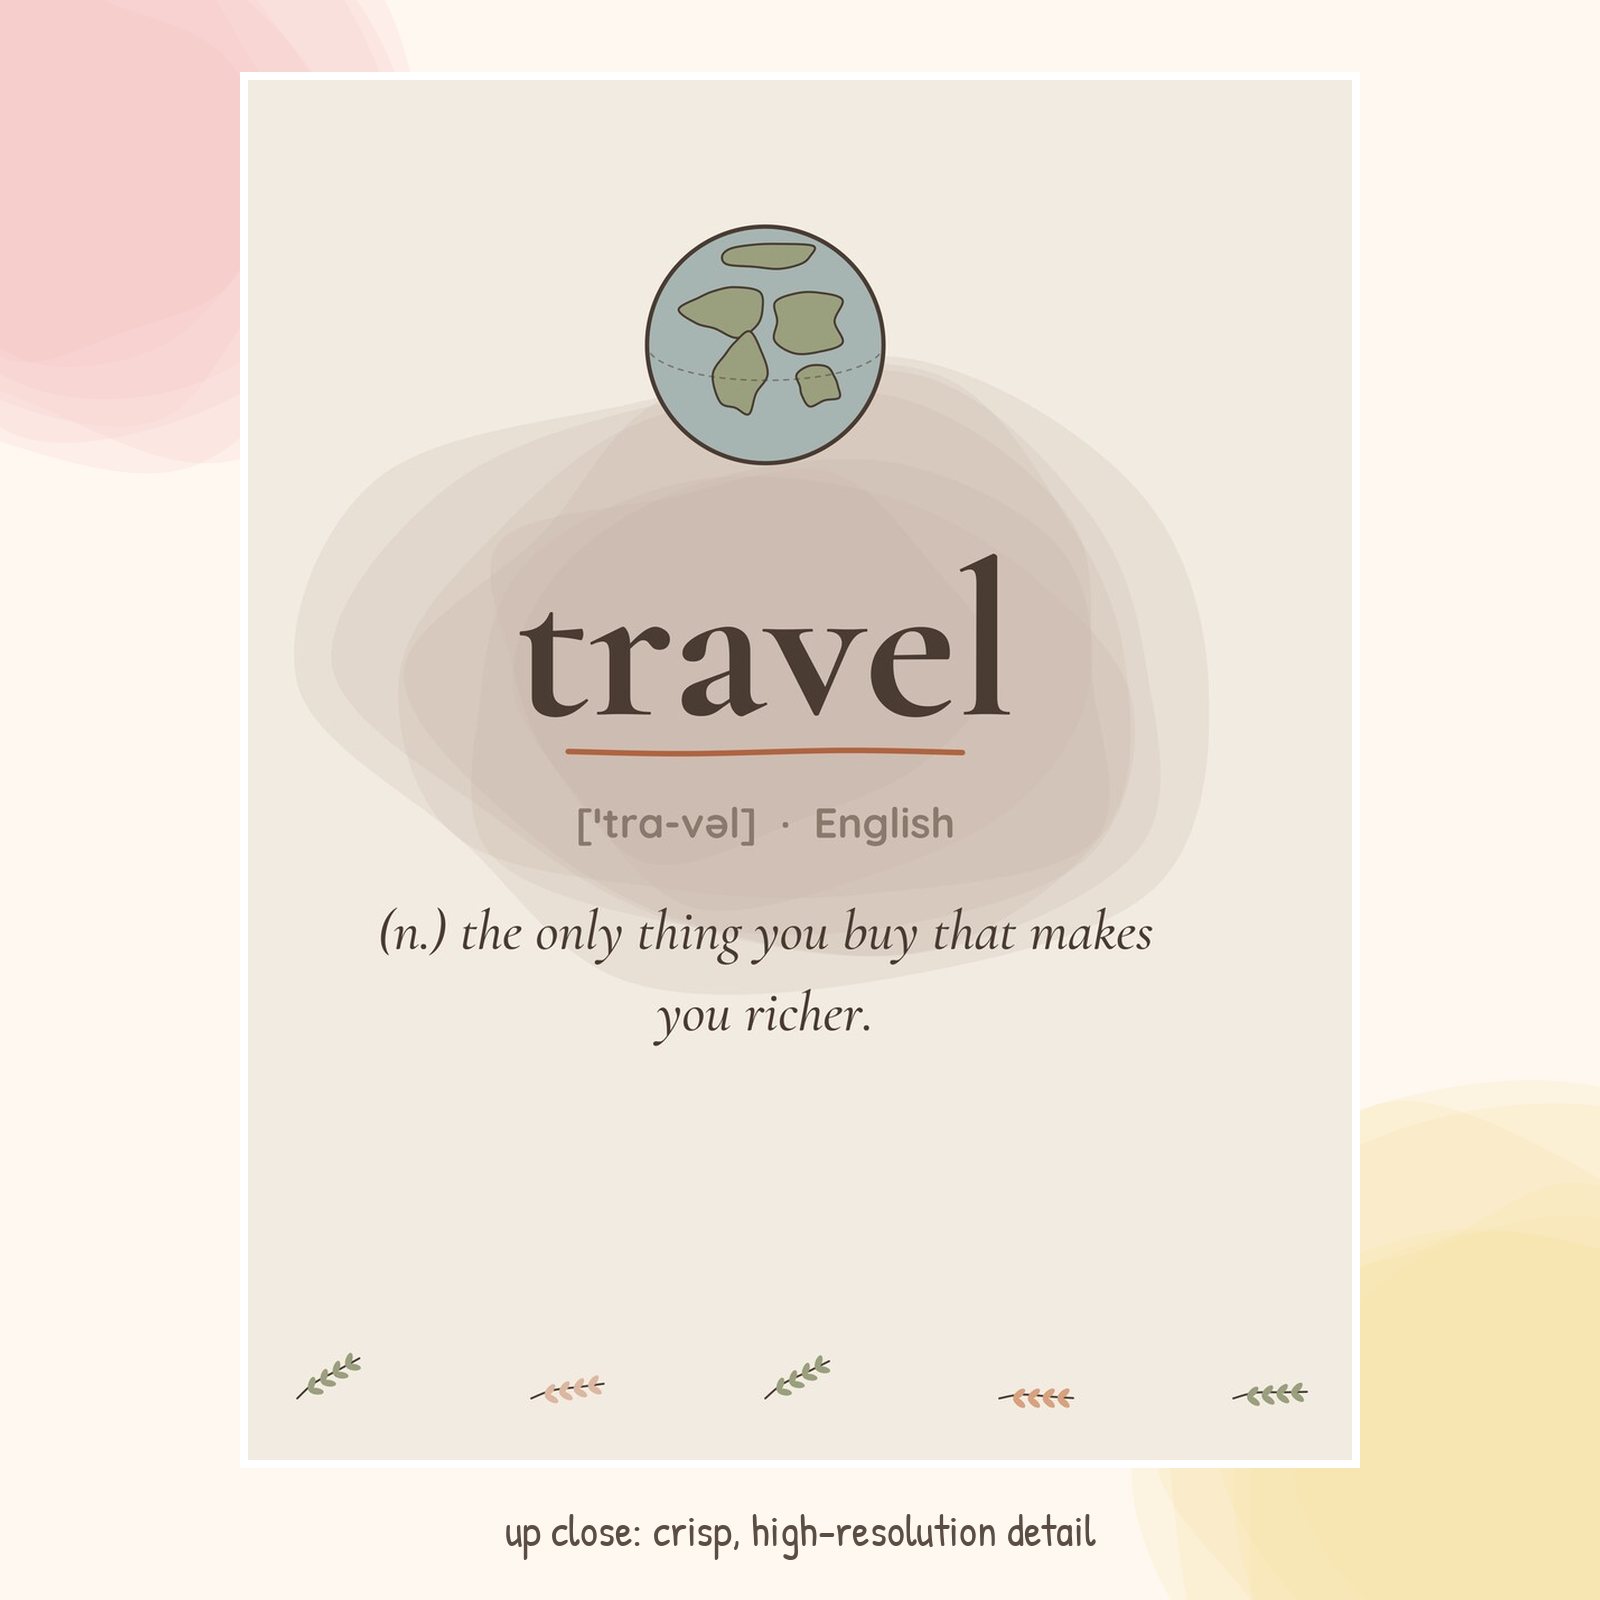 travel
['tra-vəl] · English
(n.) the only thing you buy that makes
you richer.
up close: crisp, high-resolution detail